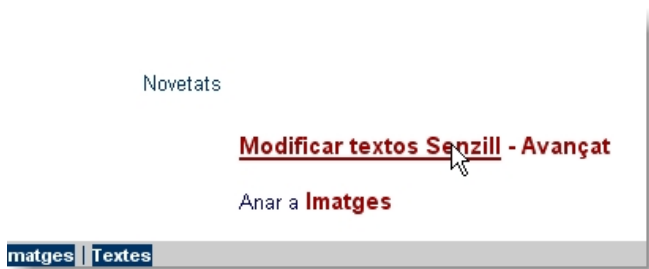 Novetats
Modificar textos Senzill - Avançat
Anar a Imatges
matges | Textes